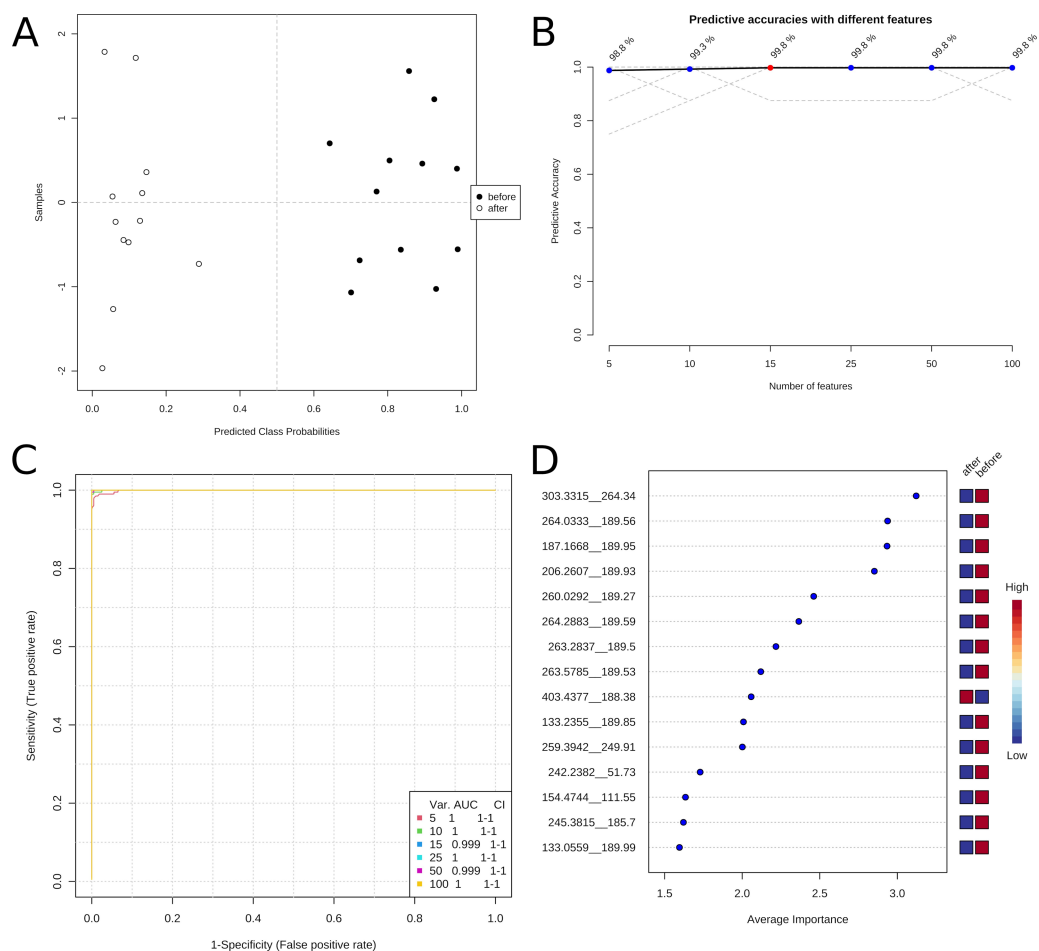 A
2
1
0
-1
-2
Samples
0.0 0.2 0.4 0.6 0.8 1.0
Predicted Class Probabilities
before
after
B
Predictive accuracies with different features
98.8 % 99.3 % 99.8 % 99.8 % 99.8 % 99.8 %
1.0
0.8
0.6
0.4
0.2
0.0
Predictive Accuracy
5 10 15 25 50 100
Number of features
C
1.0
0.8
0.6
0.4
0.2
0.0
Sensitivity (True positive rate)
Var. AUC CI
5 1 1-1
10 1 1-1
15 0.999 1-1
25 1 1-1
50 0.999 1-1
100 1 1-1
0.0 0.2 0.4 0.6 0.8 1.0
1-Specificity (False positive rate)
D
after before
303.3315__264.34
264.0333__189.56
187.1668__189.95
206.2607__189.93
260.0292__189.27
264.2883__189.59
263.2837__189.5
263.5785__189.53
403.4377__188.38
133.2355__189.85
259.3942__249.91
242.2382__51.73
154.4744__111.55
245.3815__185.7
133.0559__189.99
1.5 2.0 2.5 3.0
Average Importance
High
Low